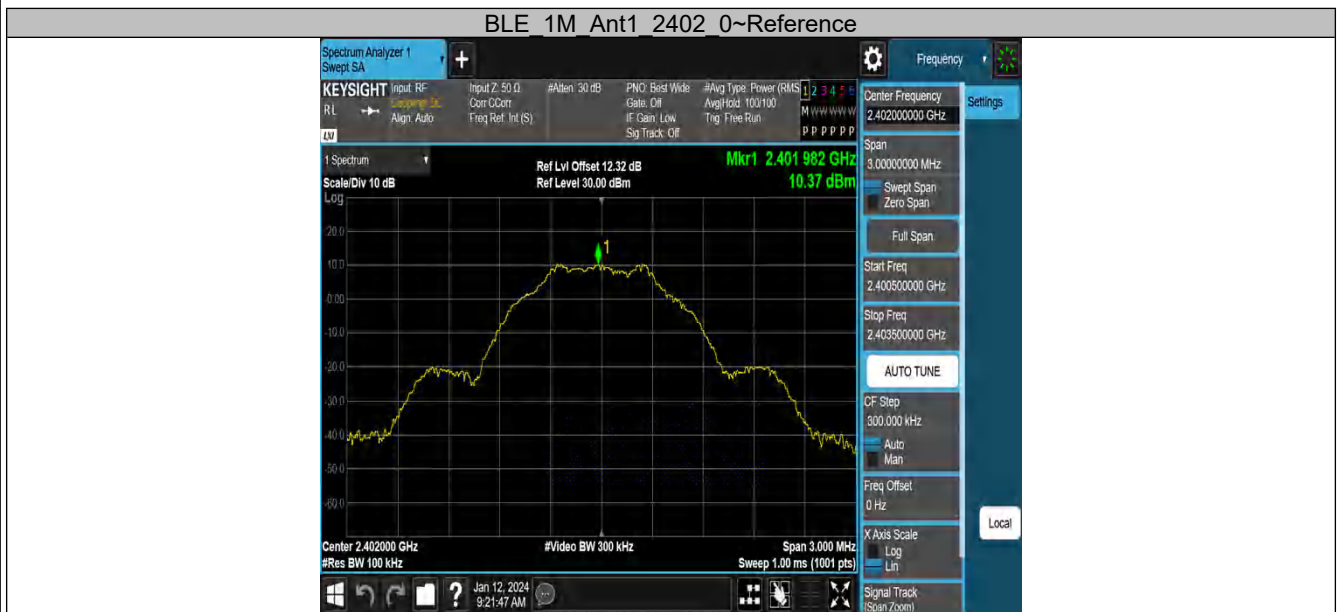 BLE_1M_Ant1_2402_0~Reference
Spectrum Analyzer 1
Swept SA
+
Frequency
KEYSIGHT
Input: RF
Coupling: DC
Align: Auto
RL
LXI
Input Z: 50 Ω
Corr CCorr
Freq Ref: Int (S)
#Atten: 30 dB
PNO: Best Wide
Gate: Off
IF Gain: Low
Sig Track: Off
#Avg Type: Power (RMS
Avg|Hold: 100/100
Trig: Free Run
1 2 3 4 5 6
M W W W W W
P P P P P P
1 Spectrum
Scale/Div 10 dB
Log
Ref Lvl Offset 12.32 dB
Ref Level 30.00 dBm
Mkr1 2.401 982 GHz
10.37 dBm
20.0
10.0
0.00
-10.0
-20.0
-30.0
-40.0
-50.0
-60.0
1
Center 2.402000 GHz
#Res BW 100 kHz
#Video BW 300 kHz
Span 3.000 MHz
Sweep 1.00 ms (1001 pts)
Center Frequency
2.402000000 GHz
Settings
Span
3.00000000 MHz
Swept Span
Zero Span
Full Span
Start Freq
2.400500000 GHz
Stop Freq
2.403500000 GHz
AUTO TUNE
CF Step
300.000 kHz
Auto
Man
Freq Offset
0 Hz
X Axis Scale
Log
Lin
Local
Signal Track
(Span Zoom)
?
Jan 12, 2024
9:21:47 AM